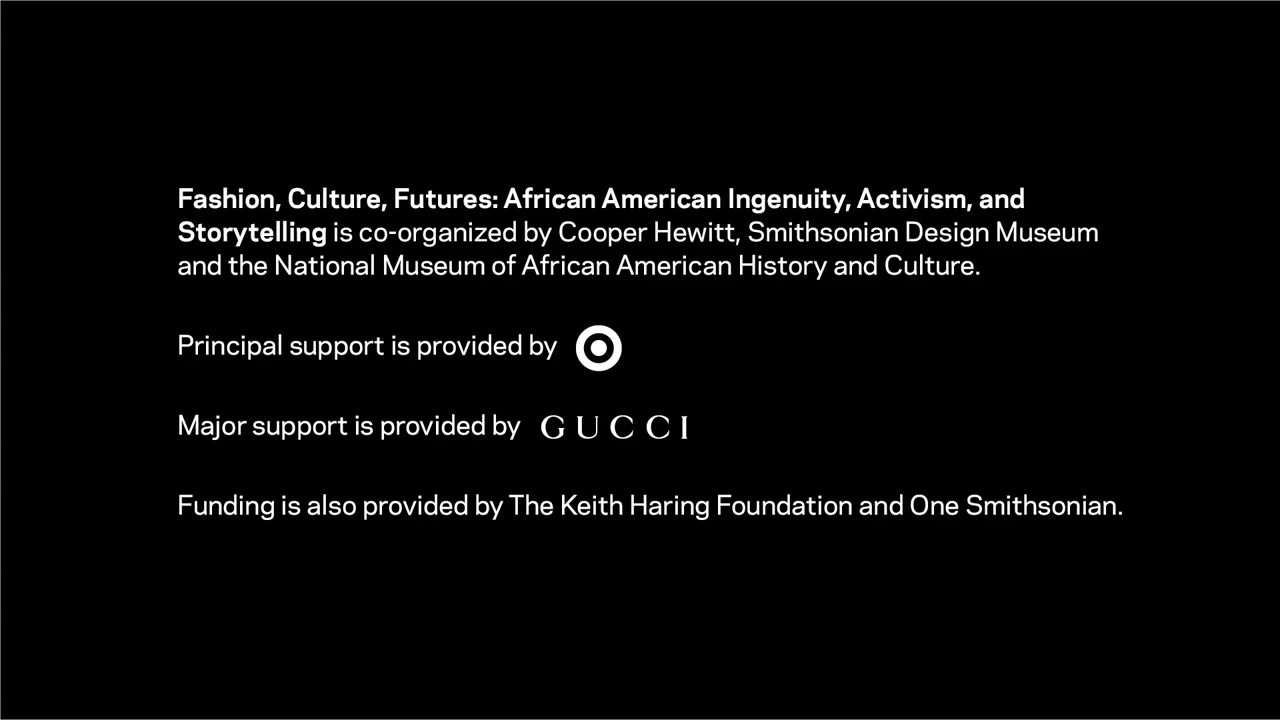 Fashion, Culture, Futures: African American Ingenuity, Activism, and
Storytelling is co-organized by Cooper Hewitt, Smithsonian Design Museum
and the National Museum of African American History and Culture.
Principal support is provided by
Major support is provided by GUCCI
Funding is also provided by The Keith Haring Foundation and One Smithsonian.